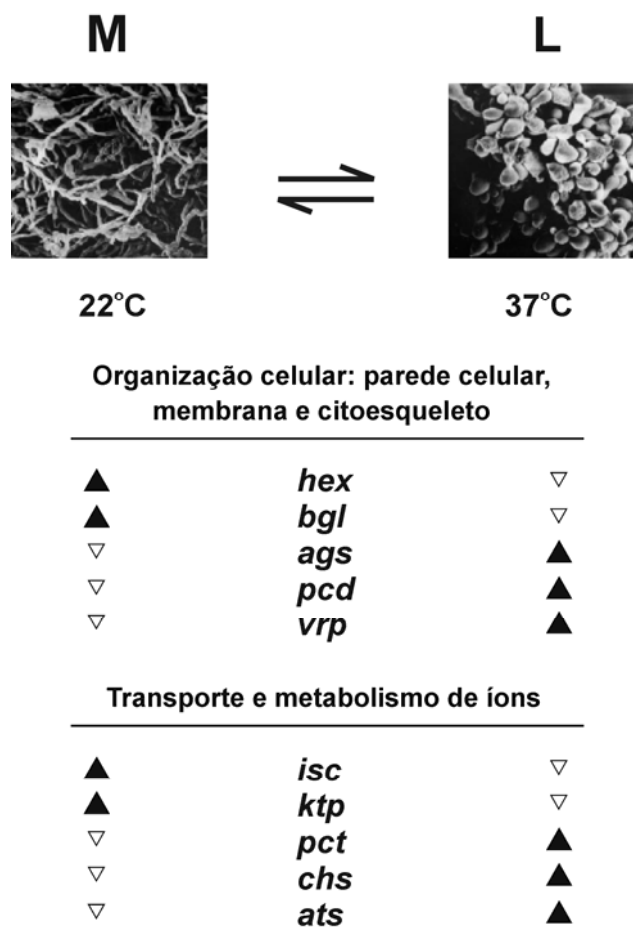 M L
22°C 37°C
Organização celular: parede celular,
membrana e citoesqueleto
hex
bgl
ags
pcd
vrp
Transporte e metabolismo de íons
isc
ktp
pct
chs
ats